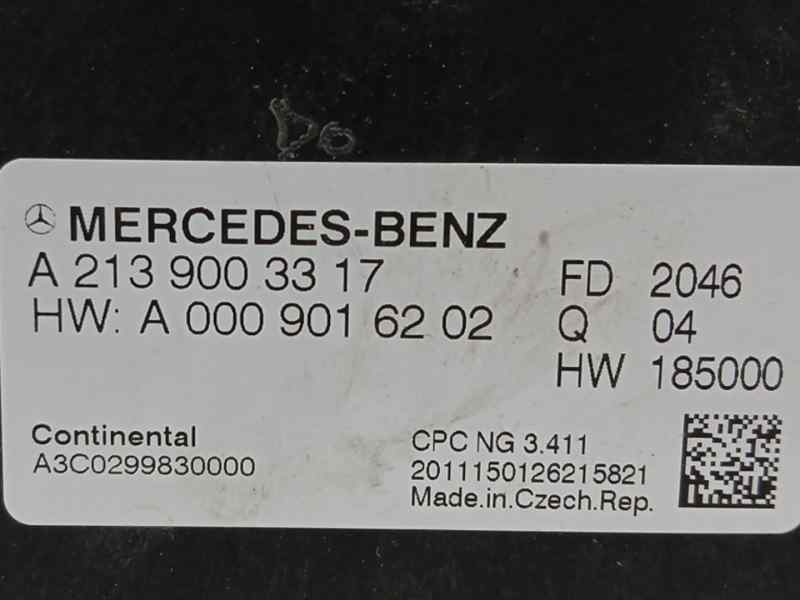 MERCEDES-BENZ
A 213 900 33 17
FD 2046
HW: A 000 901 62 02
Q 04
HW 185000
Continental
A3C0299830000
CPC NG 3.411
2011150126215821
Made.in.Czech.Rep.